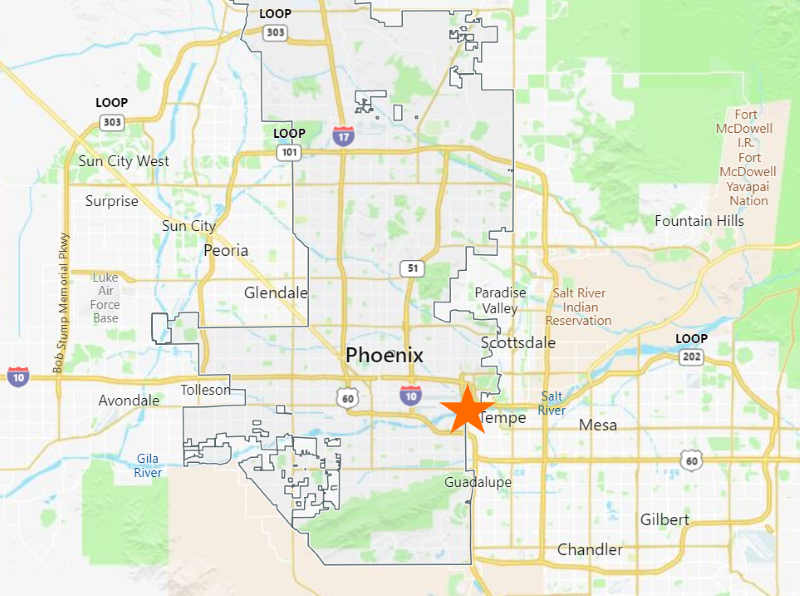 LOOP
303
LOOP
303
Fort
McDowell
I.R.
Fort
McDowell
Yavapai
Nation
LOOP
101
17
Sun City West
Surprise
Sun City
Fountain Hills
Peoria
Bob Stump Memorial Pkwy
51
Luke
Air
Force
Base
Glendale
Paradise
Valley
Salt River
Indian
Reservation
LOOP
202
Phoenix
Scottsdale
10
Tolleson
Avondale
60
10
Salt
River
Tempe
Mesa
Gila
River
60
Guadalupe
Gilbert
Chandler